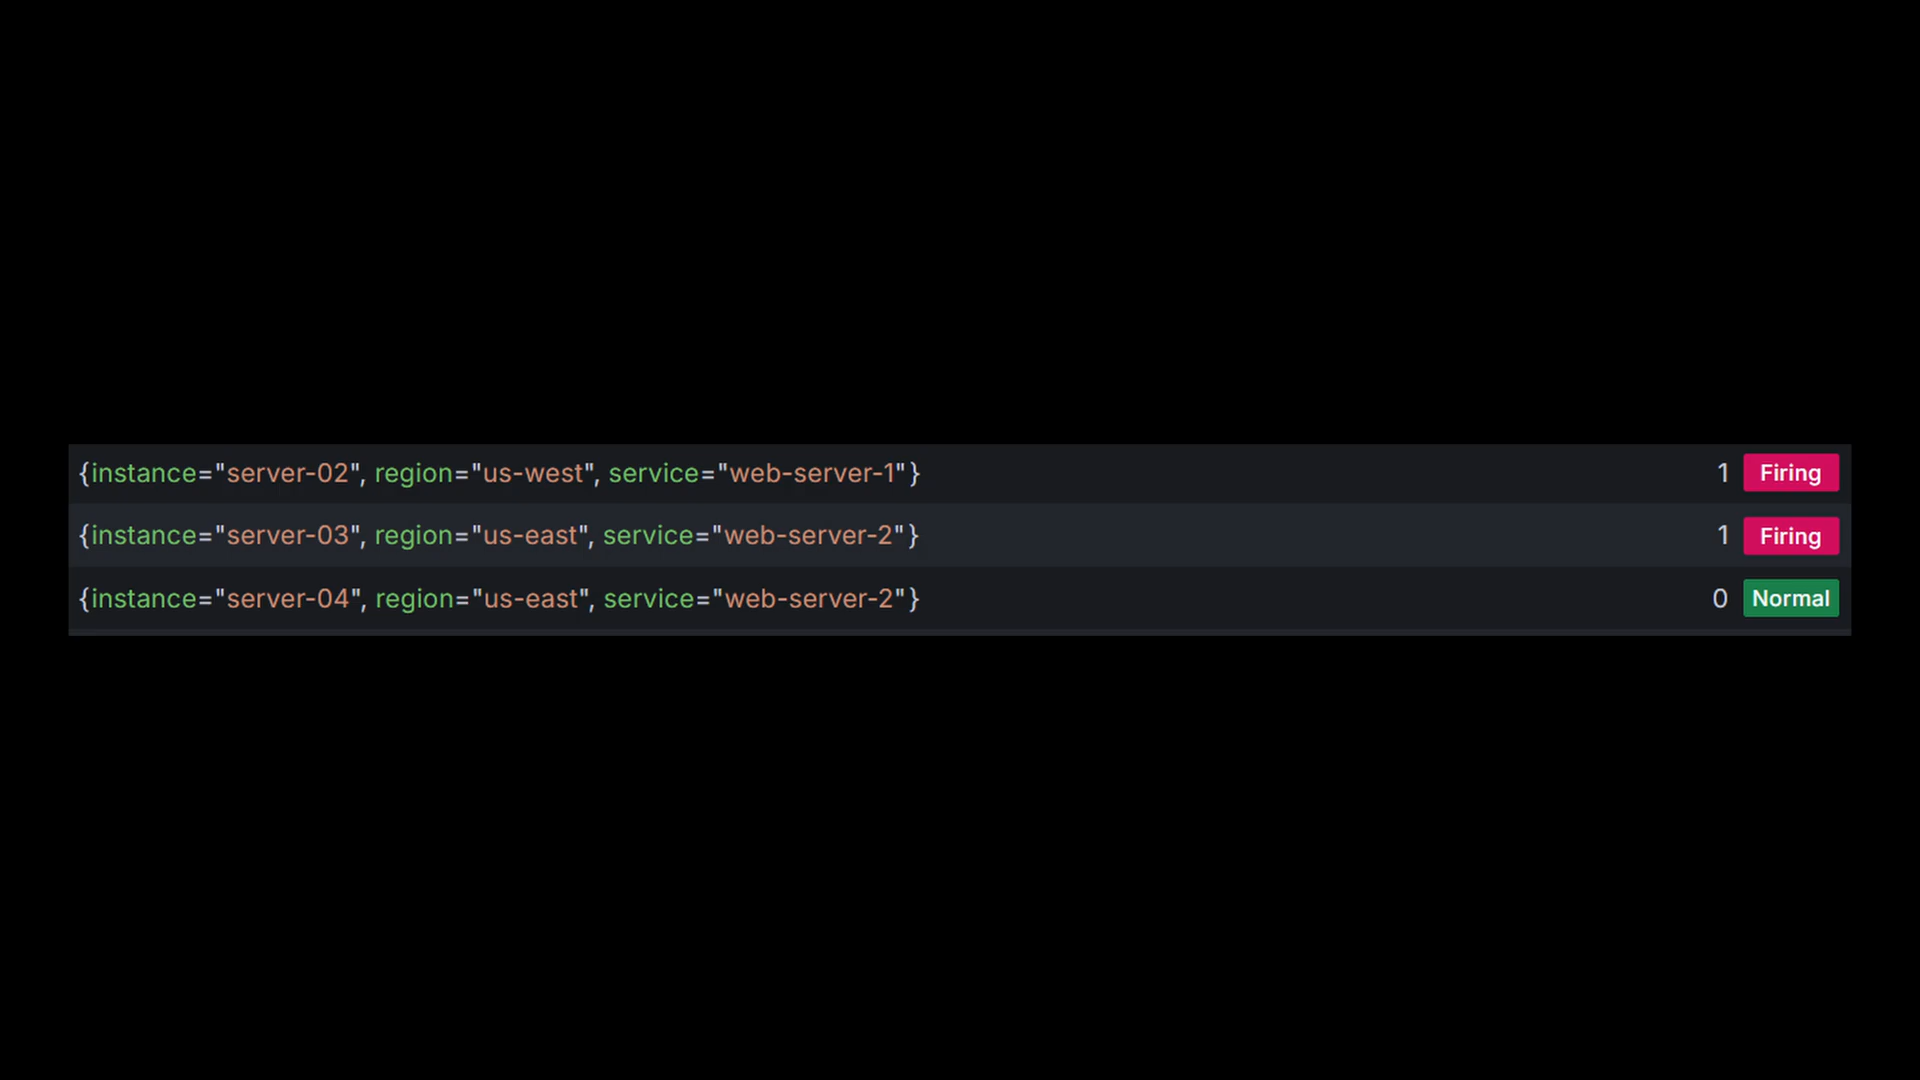 {instance="server-02", region="us-west", service="web-server-1"} 1 Firing
{instance="server-03", region="us-east", service="web-server-2"} 1 Firing
{instance="server-04", region="us-east", service="web-server-2"} 0 Normal